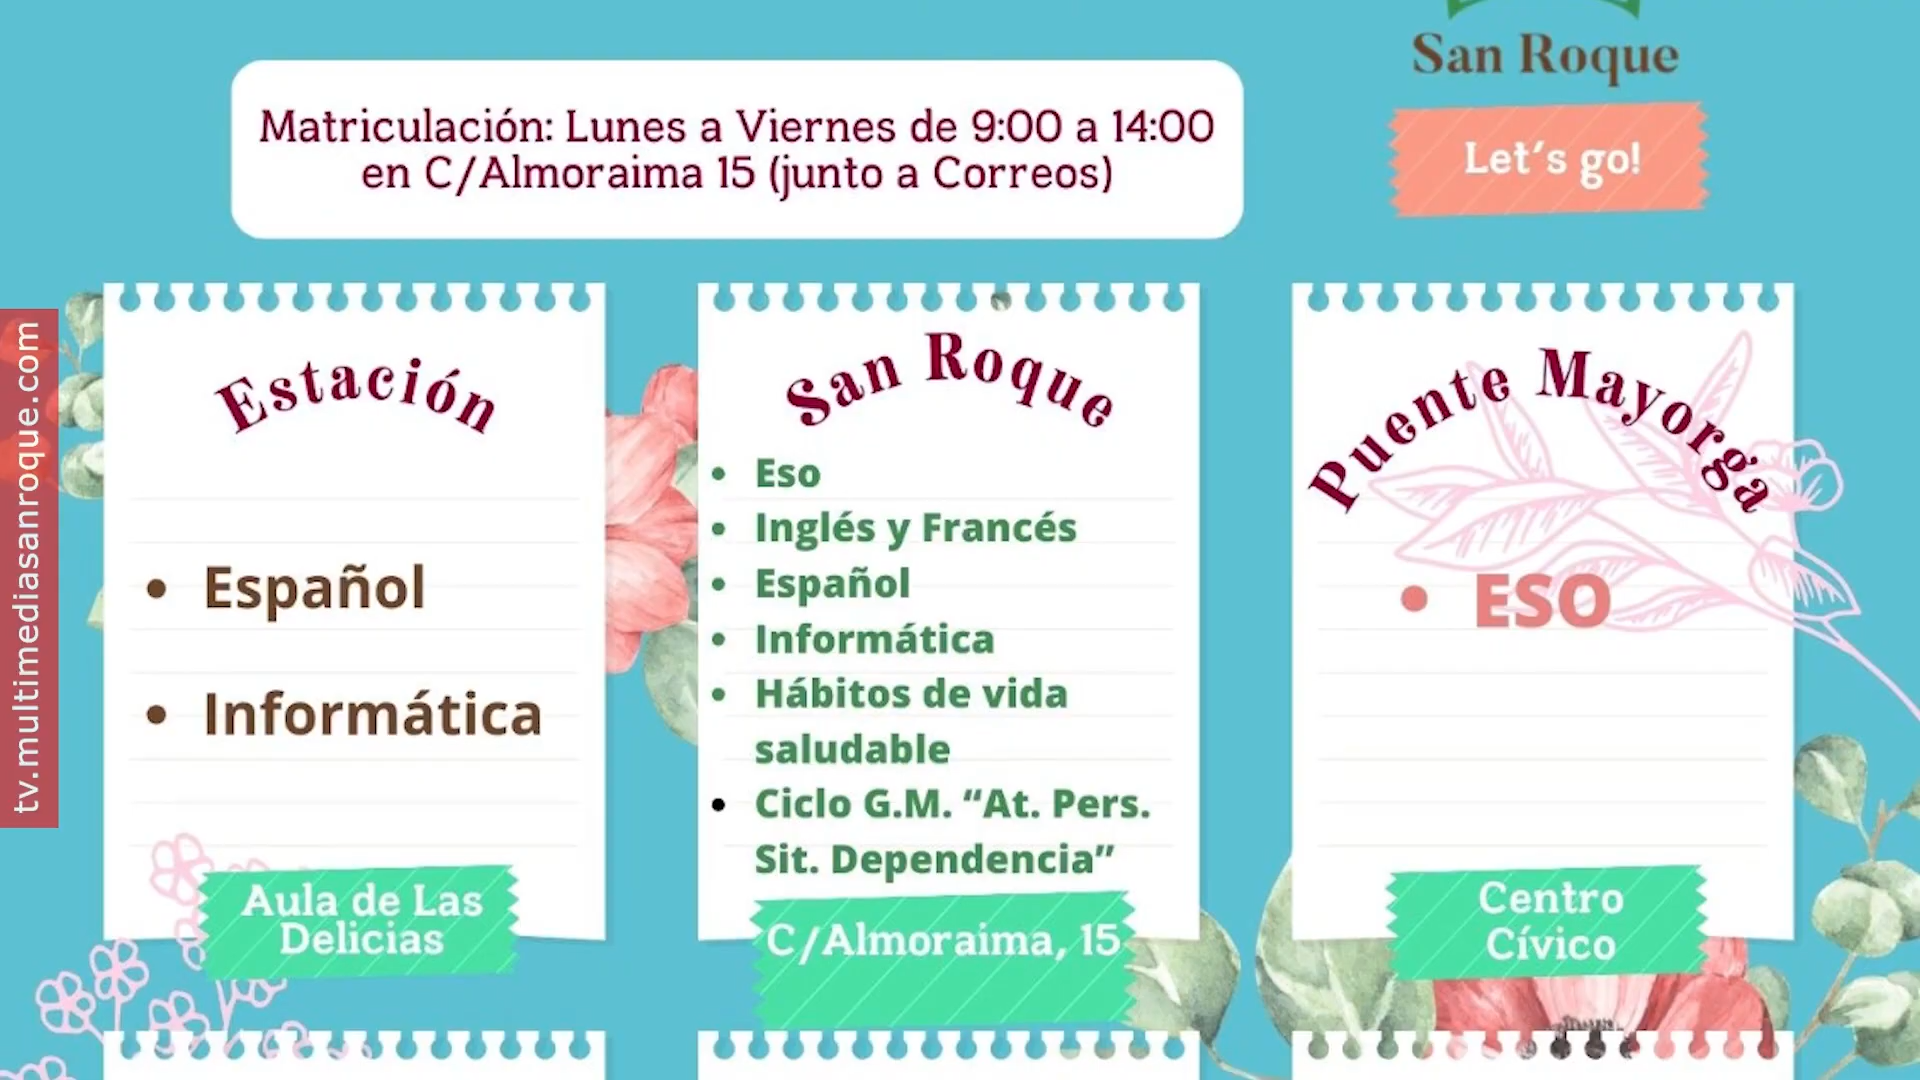 San Roque
Matriculación: Lunes a Viernes de 9:00 a 14:00
en C/Almoraima 15 (junto a Correos)
Let's go!
tv.multimediasanroque.com
Estación
• Español
• Informática
Aula de Las
Delicias
San Roque
• Eso
• Inglés y Francés
• Español
• Informática
• Hábitos de vida
saludable
• Ciclo G.M. “At. Pers.
Sit. Dependencia”
C/Almoraima, 15
Puente Mayorga
• ESO
Centro
Cívico